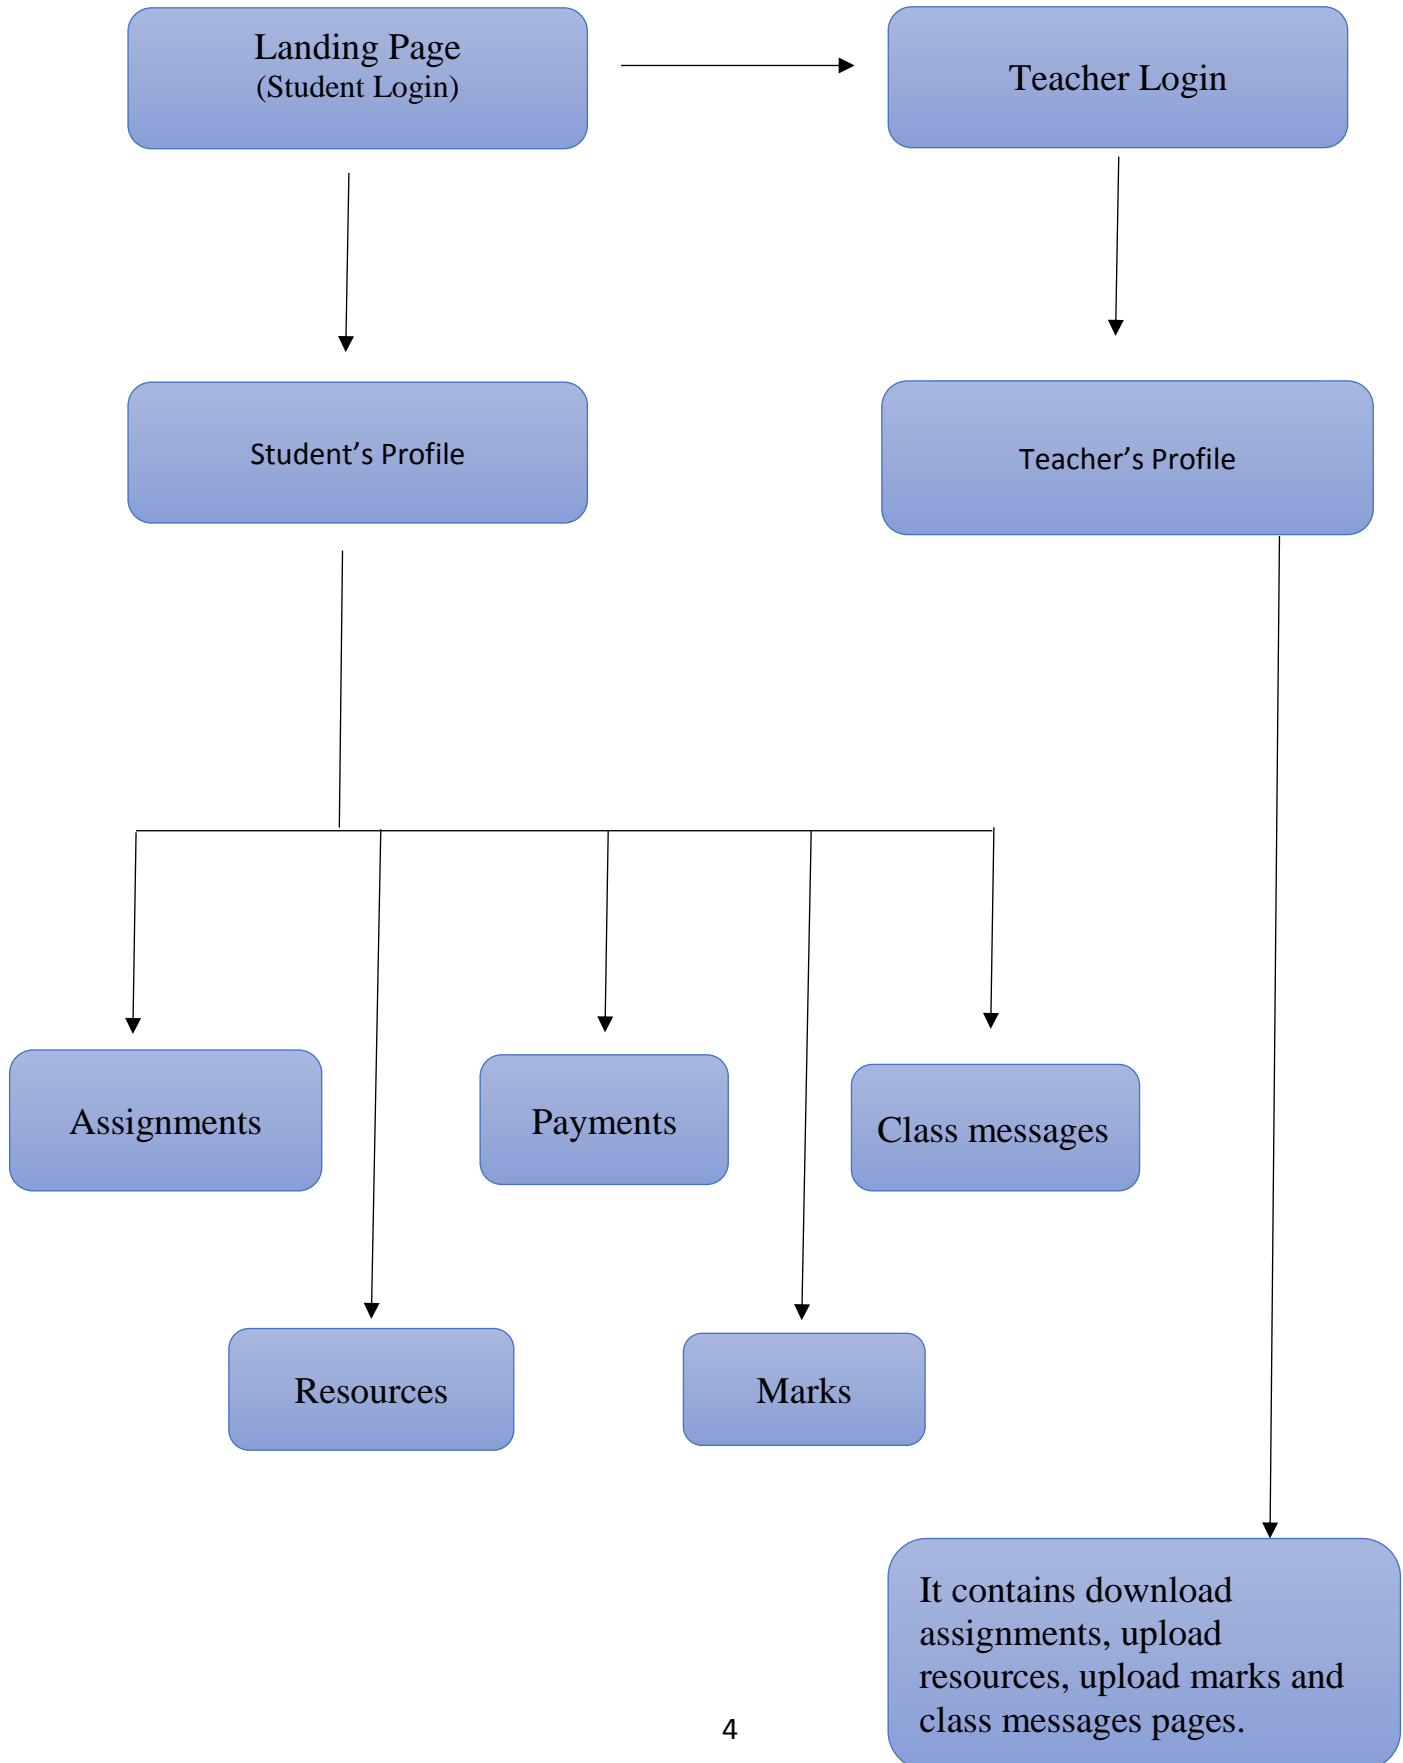 Landing Page
(Student Login)
Teacher Login
Student’s Profile
Teacher’s Profile
Assignments
Payments
Class messages
Resources
Marks
It contains download
assignments, upload
resources, upload marks and
class messages pages.
4